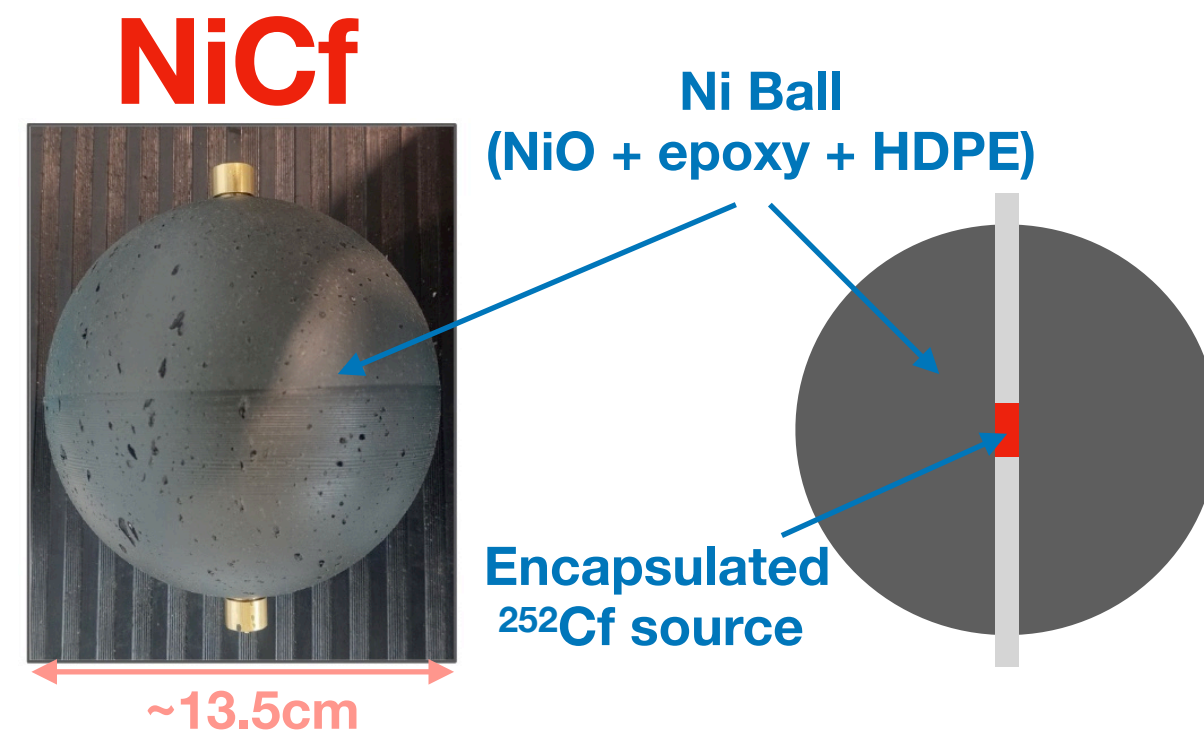 NiCf
Ni Ball
(NiO + epoxy + HDPE)
Encapsulated
²⁵²Cf source
~13.5cm